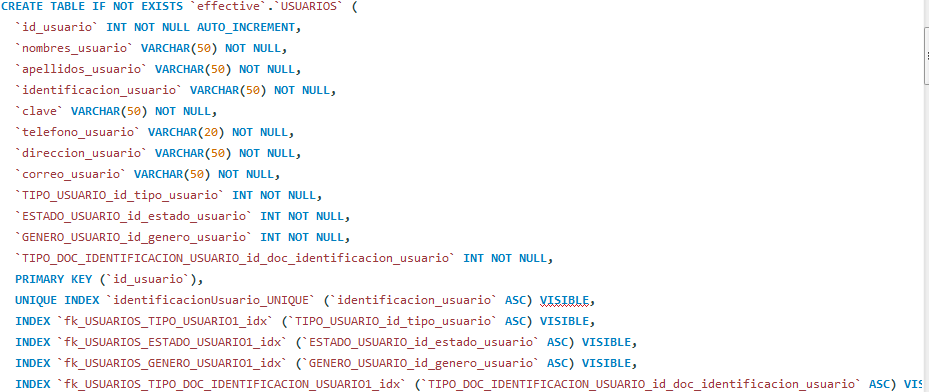 CREATE TABLE IF NOT EXISTS `effective`.`USUARIOS` (
`id_usuario` INT NOT NULL AUTO_INCREMENT,
`nombres_usuario` VARCHAR(50) NOT NULL,
`apellidos_usuario` VARCHAR(50) NOT NULL,
`identificacion_usuario` VARCHAR(50) NOT NULL,
`clave` VARCHAR(50) NOT NULL,
`telefono_usuario` VARCHAR(20) NOT NULL,
`direccion_usuario` VARCHAR(50) NOT NULL,
`correo_usuario` VARCHAR(50) NOT NULL,
`TIPO_USUARIO_id_tipo_usuario` INT NOT NULL,
`ESTADO_USUARIO_id_estado_usuario` INT NOT NULL,
`GENERO_USUARIO_id_genero_usuario` INT NOT NULL,
`TIPO_DOC_IDENTIFICACION_USUARIO_id_doc_identificacion_usuario` INT NOT NULL,
PRIMARY KEY (`id_usuario`),
UNIQUE INDEX `identificacionUsuario_UNIQUE` (`identificacion_usuario` ASC) VISIBLE,
INDEX `fk_USUARIOS_TIPO_USUARIO1_idx` (`TIPO_USUARIO_id_tipo_usuario` ASC) VISIBLE,
INDEX `fk_USUARIOS_ESTADO_USUARIO1_idx` (`ESTADO_USUARIO_id_estado_usuario` ASC) VISIBLE,
INDEX `fk_USUARIOS_GENERO_USUARIO1_idx` (`GENERO_USUARIO_id_genero_usuario` ASC) VISIBLE,
INDEX `fk_USUARIOS_TIPO_DOC_IDENTIFICACION_USUARIO1_idx` (`TIPO_DOC_IDENTIFICACION_USUARIO_id_doc_identificacion_usuario` ASC) VIS